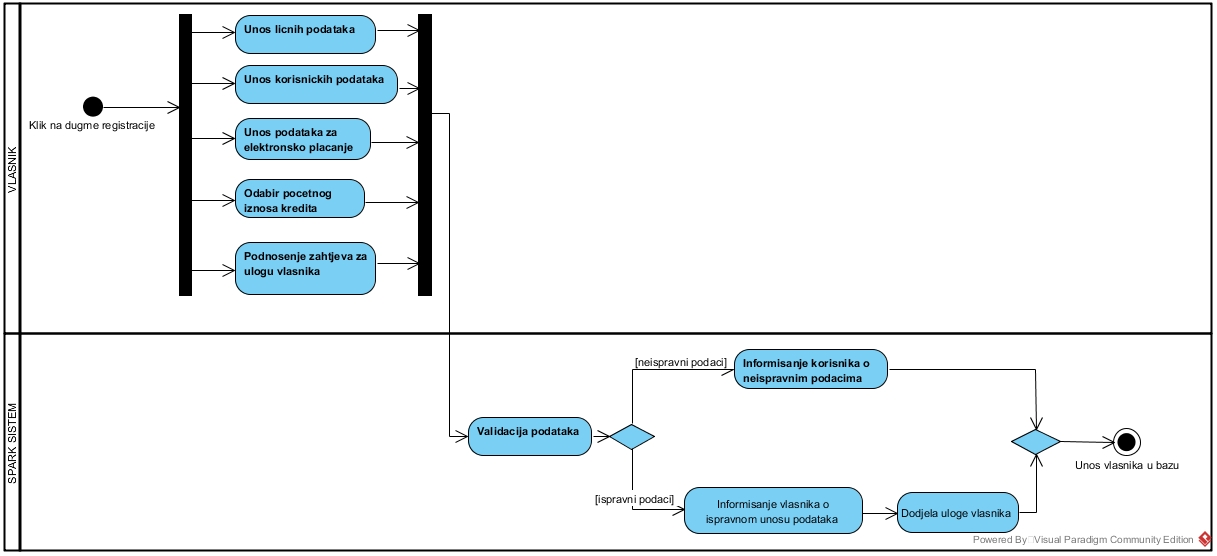 VLASNIK
Klik na dugme registracije
Unos licnih podataka
Unos korisnickih podataka
Unos podataka za
elektronsko placanje
Odabir pocetnog
iznosa kredita
Podnosenje zahtjeva za
ulogu vlasnika
SPARK SISTEM
Validacija podataka
[neispravni podaci]
Informisanje korisnika o
neispravnim podacima
[ispravni podaci]
Informisanje vlasnika o
ispravnom unosu podataka
Dodjela uloge vlasnika
Unos vlasnika u bazu
Powered By Visual Paradigm Community Edition